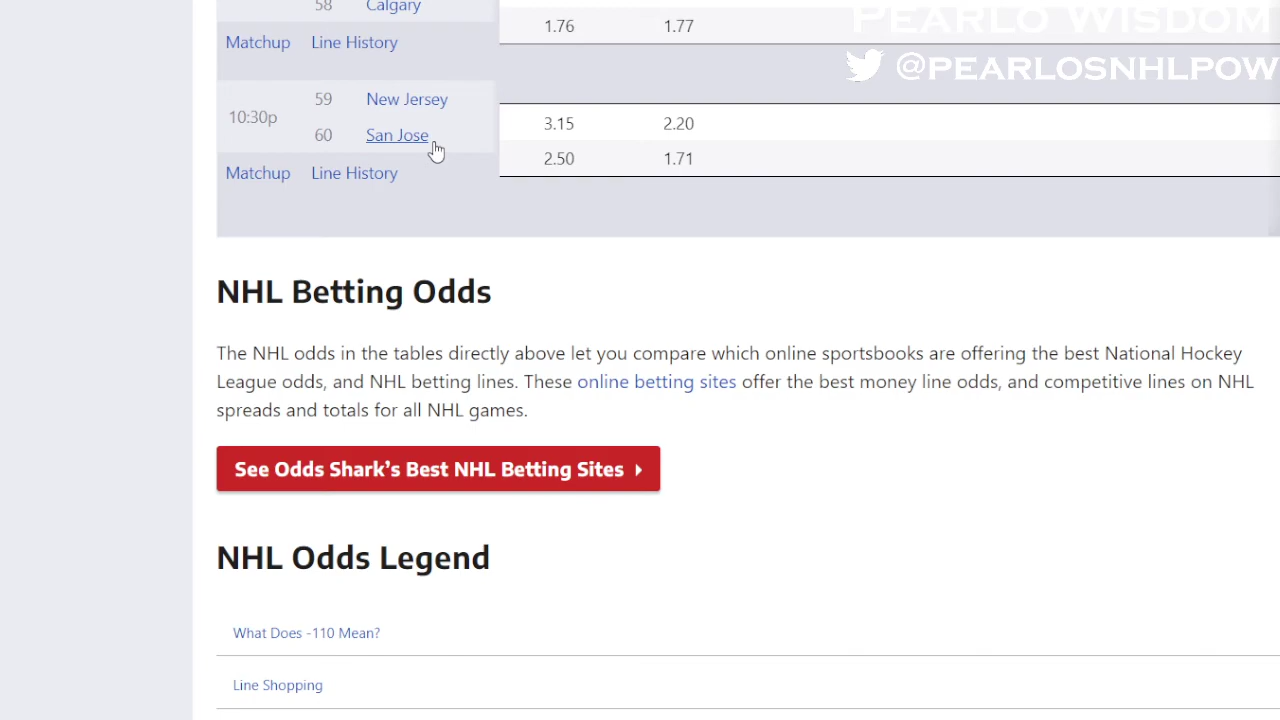 58 Calgary
1.76 1.77
PEARLO WISDOM
Matchup Line History
@PEARLOSNHLPOW
59 New Jersey
10:30p
3.15 2.20
60 San Jose
2.50 1.71
Matchup Line History
NHL Betting Odds
The NHL odds in the tables directly above let you compare which online sportsbooks are offering the best National Hockey
League odds, and NHL betting lines. These online betting sites offer the best money line odds, and competitive lines on NHL
spreads and totals for all NHL games.
See Odds Shark’s Best NHL Betting Sites
NHL Odds Legend
What Does -110 Mean?
Line Shopping